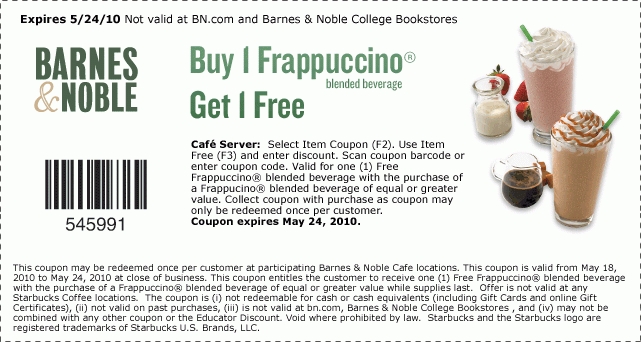 Expires 5/24/10 Not valid at BN.com and Barnes & Noble College Bookstores
BARNES
&NOBLE
Buy 1 Frappuccino®
blended beverage
Get 1 Free
Café Server: Select Item Coupon (F2). Use Item
Free (F3) and enter discount. Scan coupon barcode or
enter coupon code. Valid for one (1) Free
Frappuccino® blended beverage with the purchase of
a Frappucino® blended beverage of equal or greater
value. Collect coupon with purchase as coupon may
only be redeemed once per customer.
Coupon expires May 24, 2010.
545991
This coupon may be redeemed once per customer at participating Barnes & Noble Cafe locations. This coupon is valid from May 18,
2010 to May 24, 2010 at close of business. This coupon entitles the customer to receive one (1) Free Frappuccino® blended beverage
with the purchase of a Frappuccino® blended beverage of equal or greater value while supplies last. Offer is not valid at any
Starbucks Coffee locations. The coupon is (i) not redeemable for cash or cash equivalents (including Gift Cards and online Gift
Certificates), (ii) not valid on past purchases, (iii) is not valid at bn.com, Barnes & Noble College Bookstores , and (iv) may not be
combined with any other coupon or the Educator Discount. Void where prohibited by law. Starbucks and the Starbucks logo are
registered trademarks of Starbucks U.S. Brands, LLC.